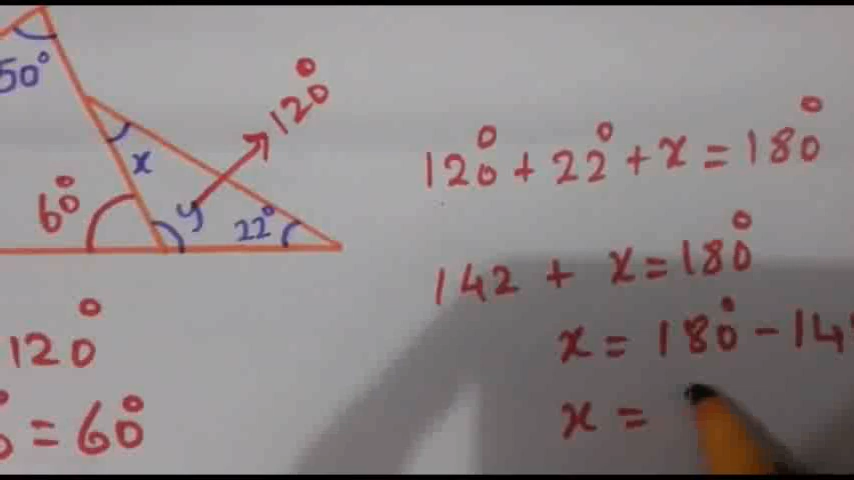 50°
x
120°
60°
y
22°
120° + 22° + x = 180°
142 + x = 180°
x = 180° - 14
x =
120°
= 60°